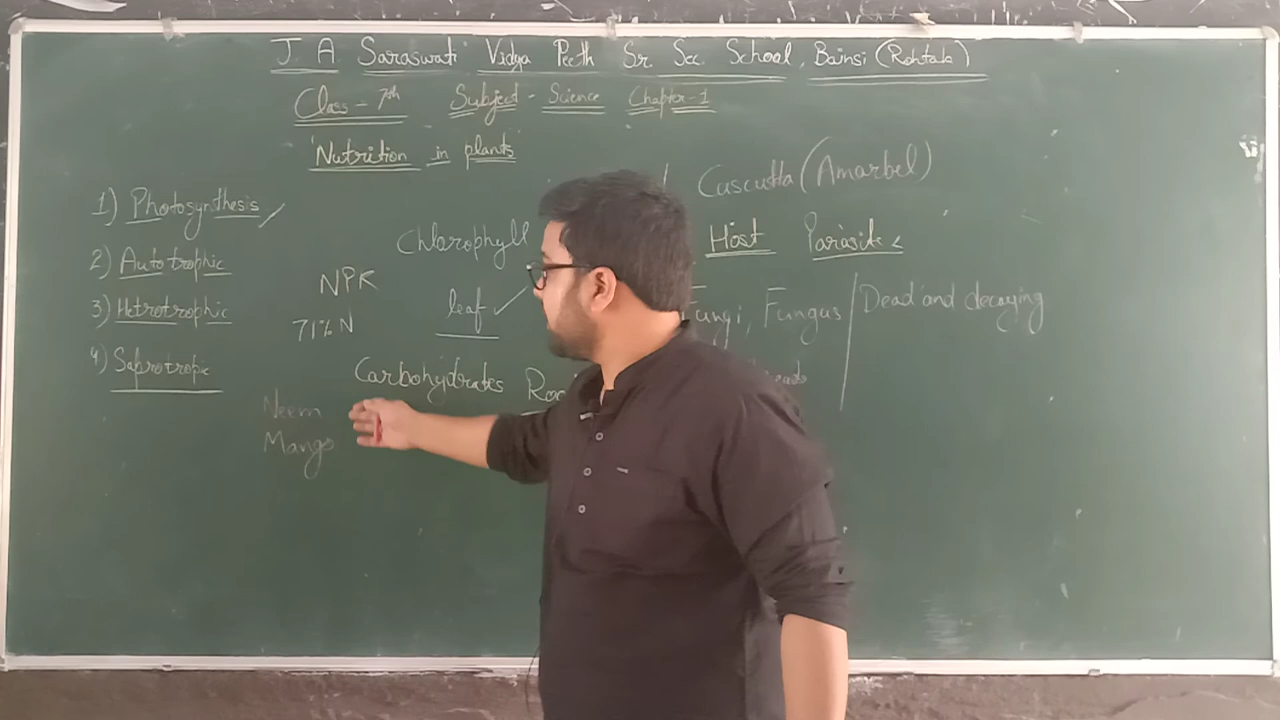 J. A. Saraswati Vidya Peeth Sr. Sec. School, Bainsi (Rohtak)
Class - 7th Subject - Science Chapter-1
Nutrition in plants
1) Photosynthesis
2) Autotrophic
3) Hetrotrophic
4) Saprotropic
NPK
71% N
Neem
Mango
Chlorophyll
leaf
Carbohydrates
Cuscutta (Amarbel)
Host Parasite
Fungi, Fungus
Dead and decaying